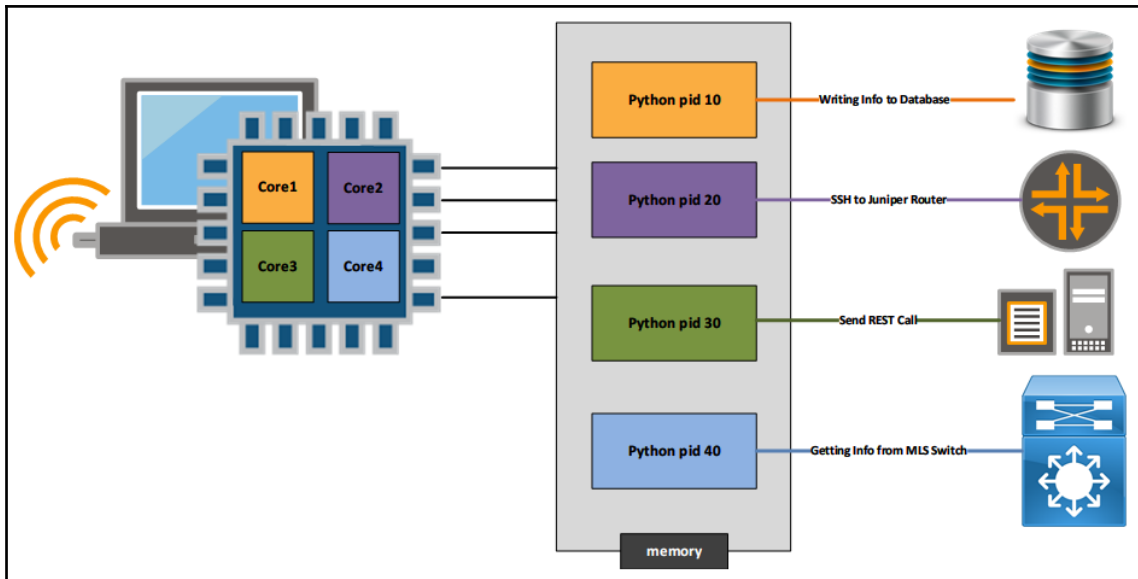 Core1
Core2
Core3
Core4
Python pid 10
Writing Info to Database
Python pid 20
SSH to Juniper Router
Python pid 30
Send REST Call
Python pid 40
Getting Info from MLS Switch
memory